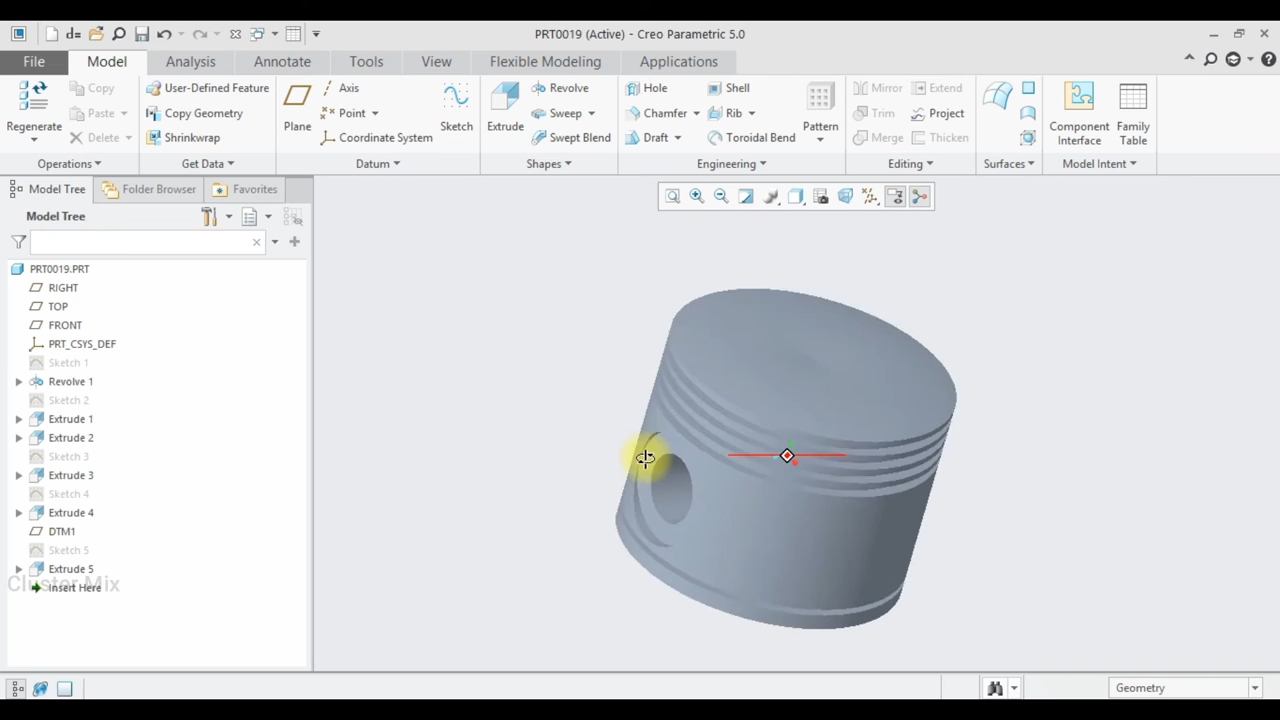 PRT0019 (Active) - Creo Parametric 5.0
File Model Analysis Annotate Tools View Flexible Modeling Applications
Regenerate Copy Paste Delete
Operations
User-Defined Feature Copy Geometry Shrinkwrap
Get Data
Plane Axis Point Coordinate System Sketch
Datum
Extrude Revolve Sweep Swept Blend
Shapes
Hole Chamfer Draft Shell Rib Toroidal Bend Pattern
Engineering
Mirror Merge Extend Project Thicken
Editing
Surfaces
Component Interface Family Table
Model Intent
Model Tree Folder Browser Favorites
Model Tree
PRT0019.PRT
RIGHT
TOP
FRONT
PRT_CSYS_DEF
Sketch 1
Revolve 1
Sketch 2
Extrude 1
Extrude 2
Sketch 3
Extrude 3
Sketch 4
Extrude 4
DTM1
Sketch 5
Extrude 5
Cluster Mix
Insert Here
Geometry